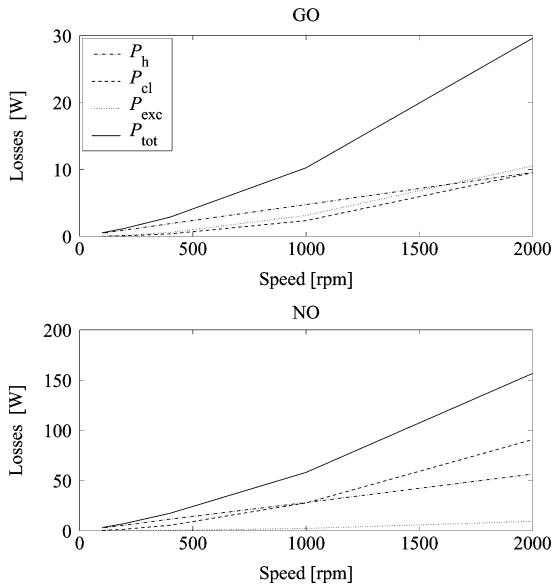 GO
30
20
10
0
Losses [W]
P_h
P_cl
P_exc
P_tot
0 500 1000 1500 2000
Speed [rpm]
NO
200
150
100
50
0
Losses [W]
0 500 1000 1500 2000
Speed [rpm]